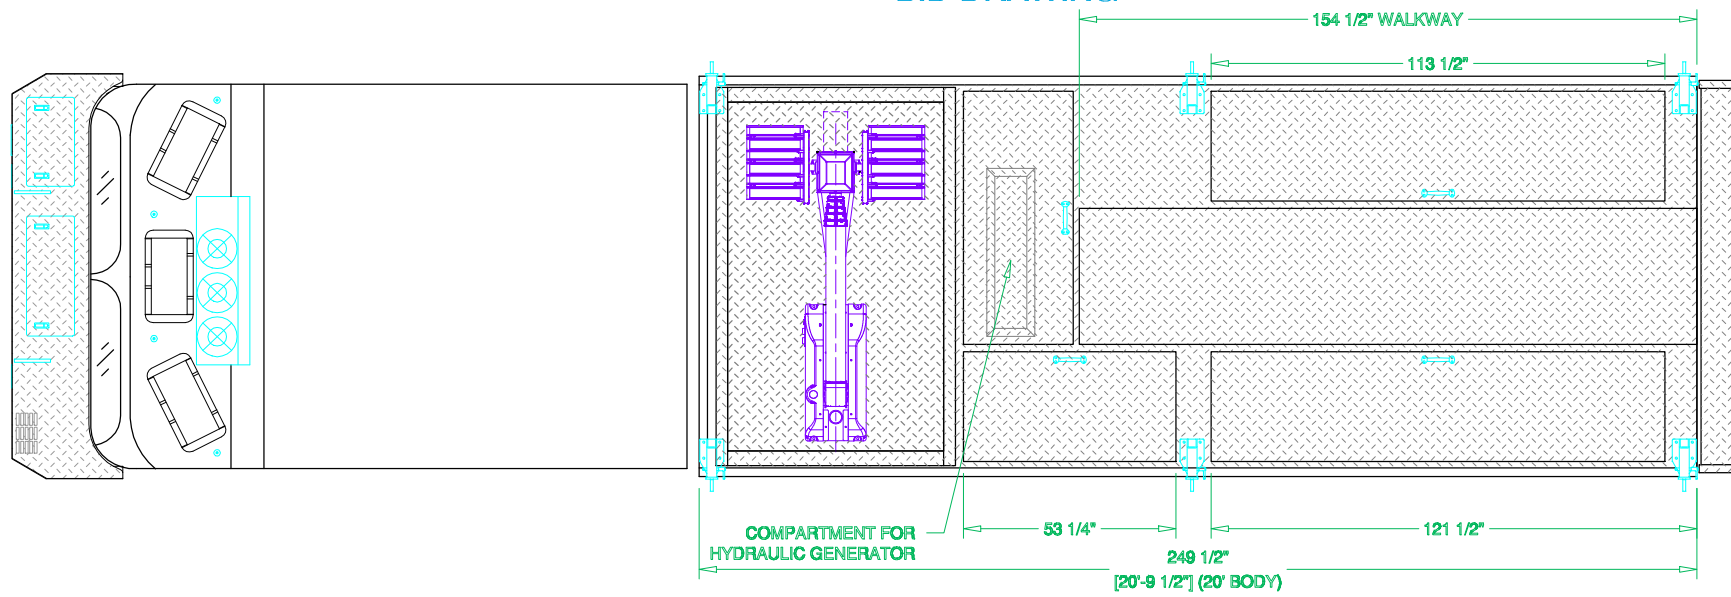 154 1/2" WALKWAY
113 1/2"
COMPARTMENT FOR
HYDRAULIC GENERATOR
53 1/4"
121 1/2"
249 1/2"
[20'-9 1/2"] (20' BODY)